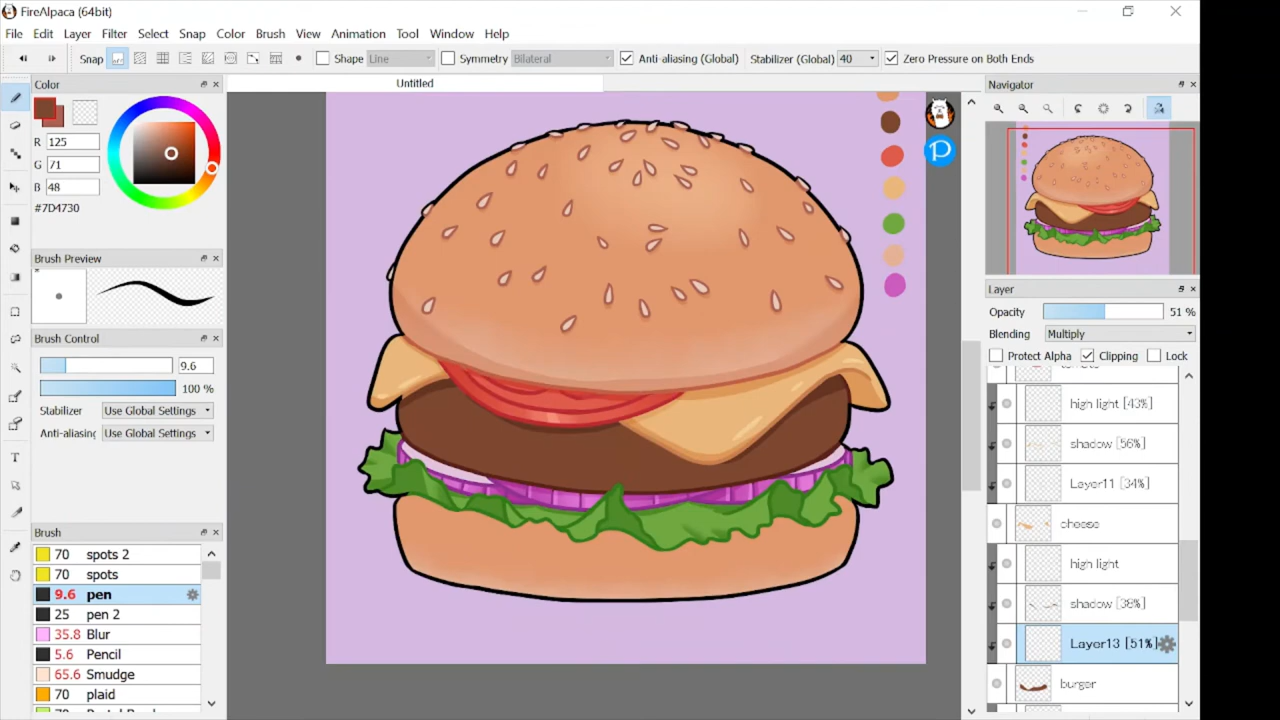 FireAlpaca (64bit)
File Edit Layer Filter Select Snap Color Brush View Animation Tool Window Help
Snap Shape Line Symmetry Bilateral Anti-aliasing (Global) Stabilizer (Global) 40 Zero Pressure on Both Ends
Color
Untitled
Navigator
R 125
G 71
B 48
#7D4730
Brush Preview
Brush Control
9.6
100 %
Stabilizer Use Global Settings
Anti-aliasing Use Global Settings
Brush
70 spots 2
70 spots
9.6 pen
25 pen 2
35.8 Blur
5.6 Pencil
65.6 Smudge
70 plaid
Layer
Opacity 51 %
Blending Multiply
Protect Alpha Clipping Lock
high light [43%]
shadow [56%]
Layer11 [34%]
cheese
high light
shadow [38%]
Layer13 [51%]
burger